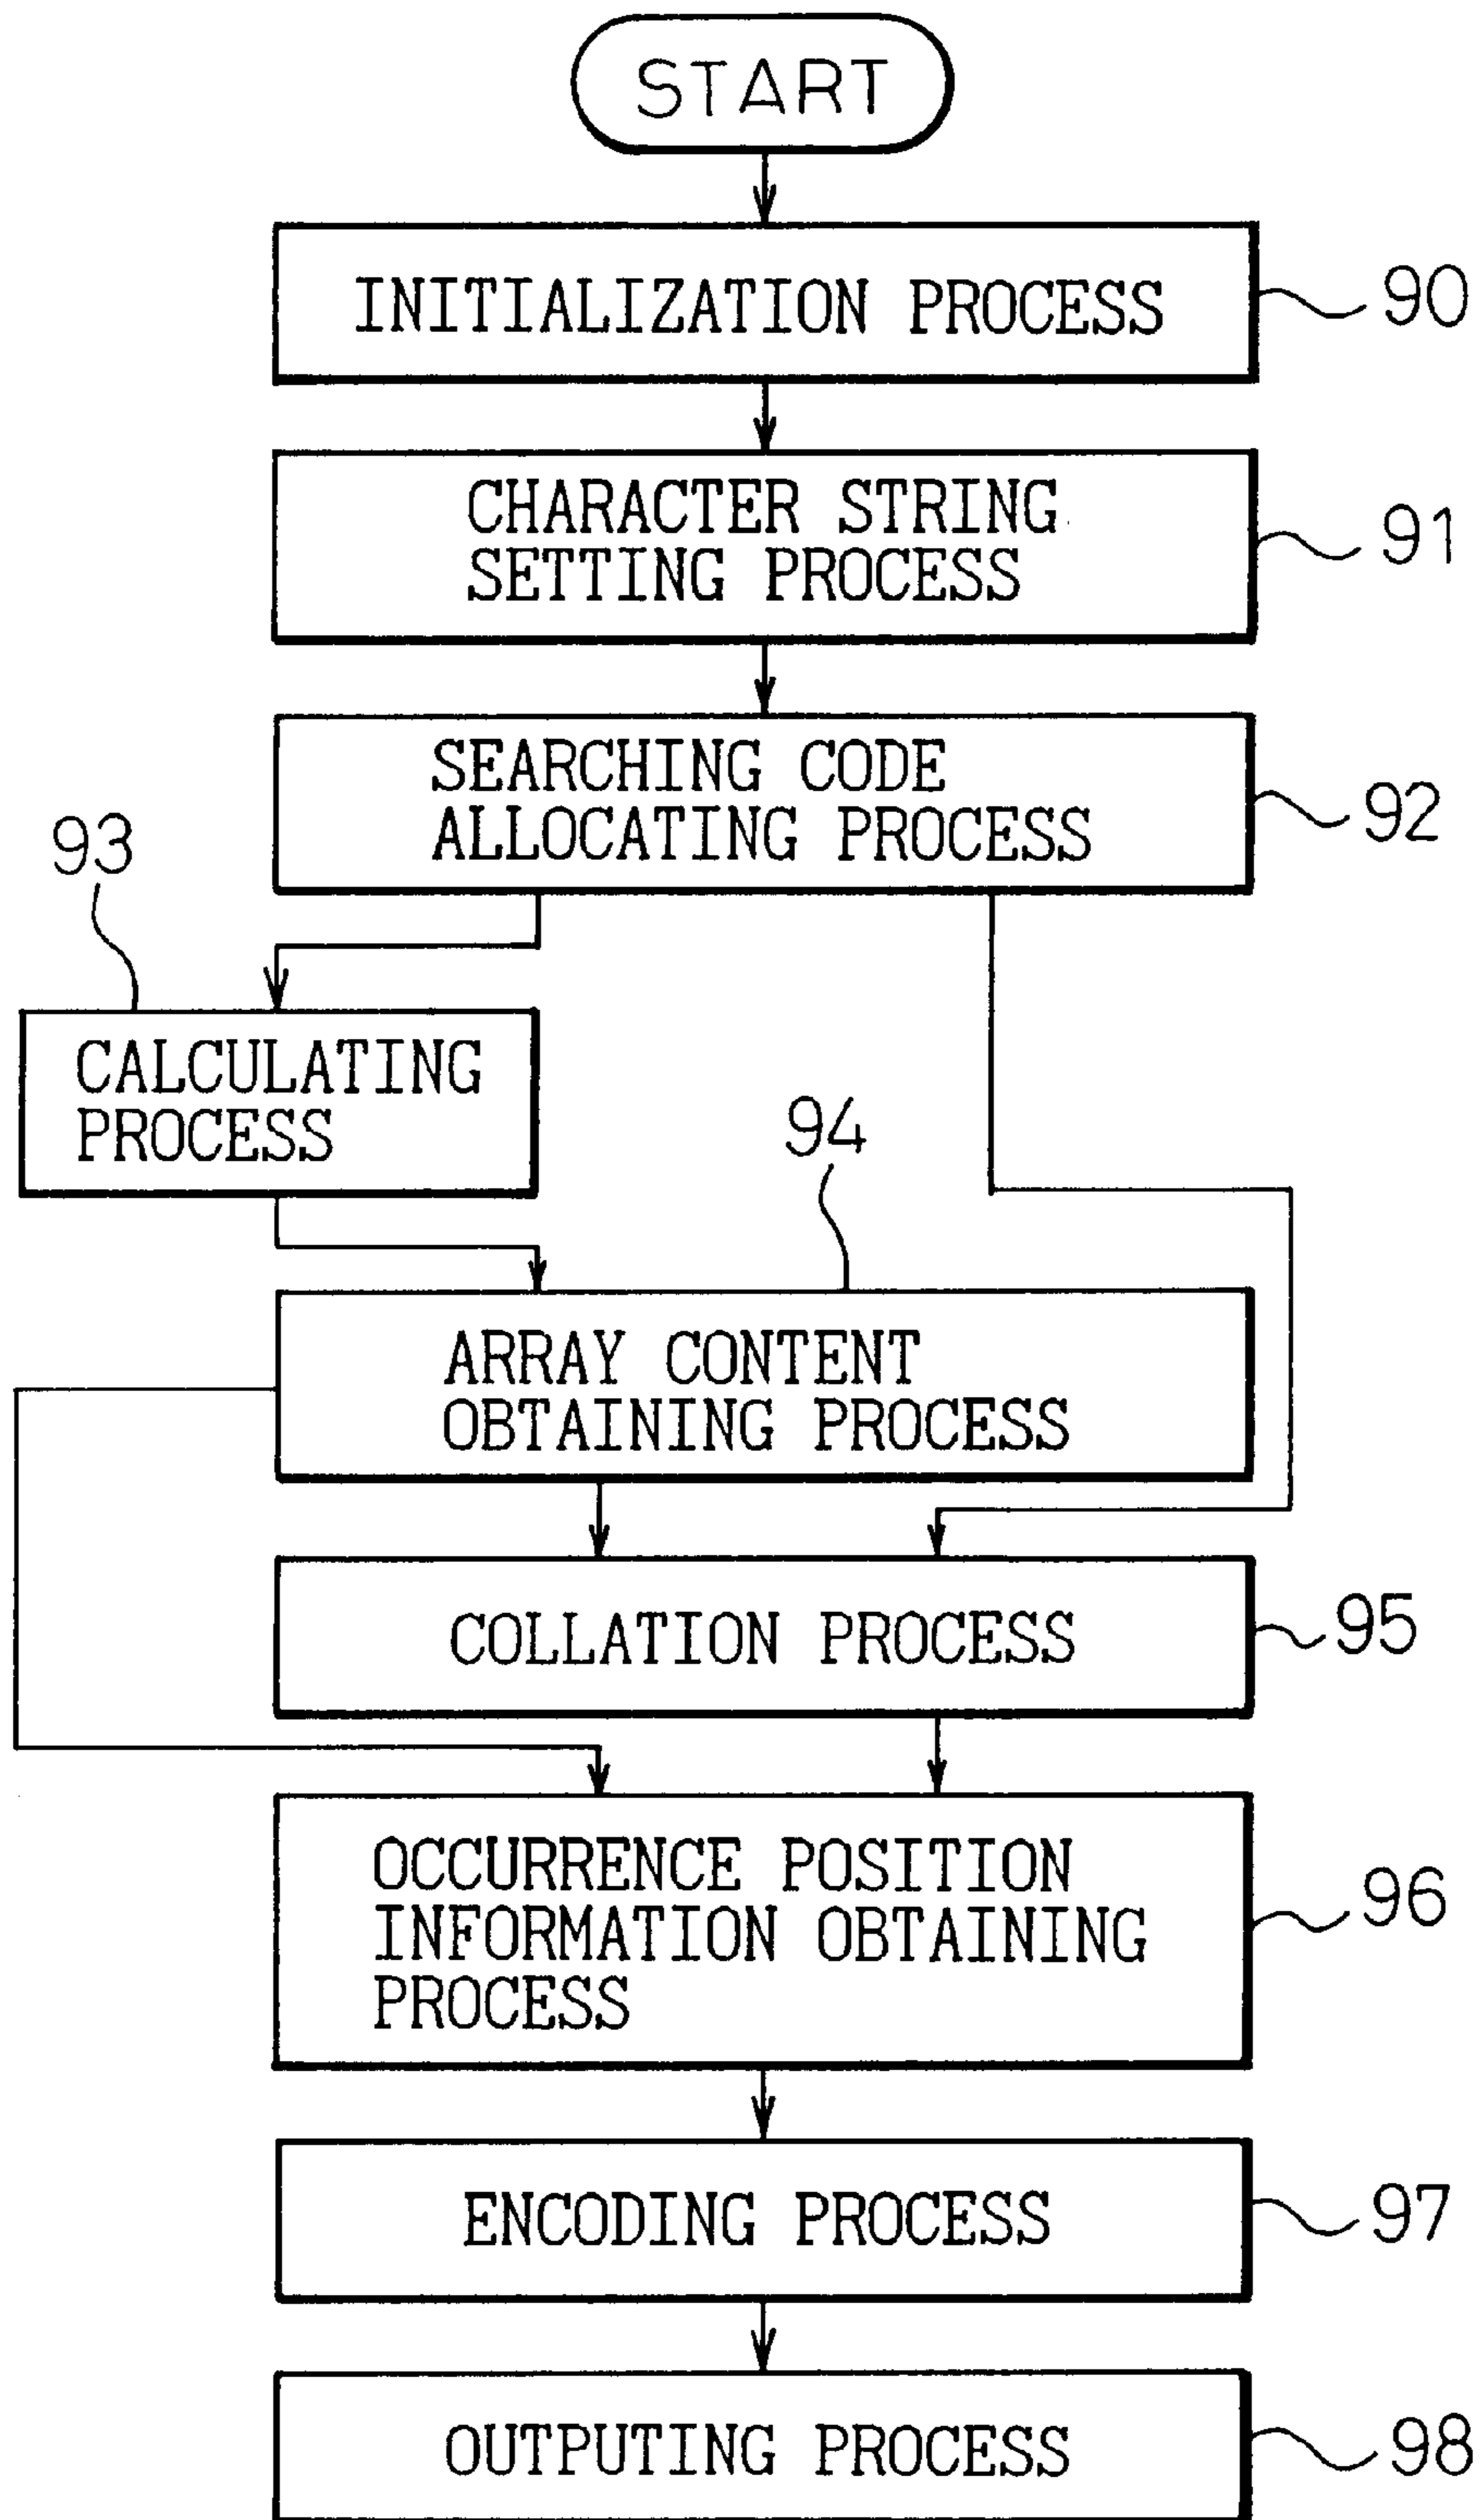 START
INITIALIZATION PROCESS
90
CHARACTER STRING
SETTING PROCESS
91
SEARCHING CODE
ALLOCATING PROCESS
92
93
CALCULATING
PROCESS
94
ARRAY CONTENT
OBTAINING PROCESS
COLLATION PROCESS
95
OCCURRENCE POSITION
INFORMATION OBTAINING
PROCESS
96
ENCODING PROCESS
97
OUTPUTING PROCESS
98